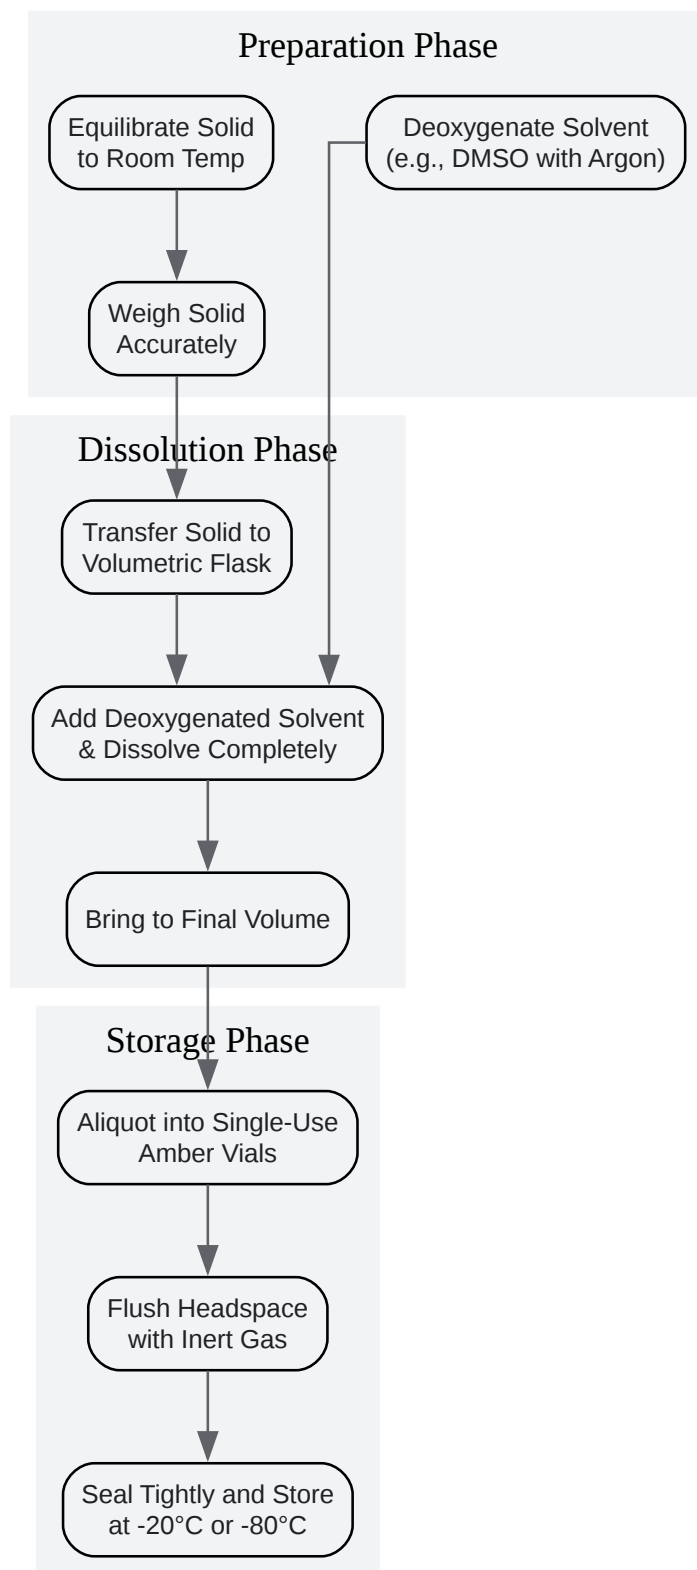 Preparation Phase
Equilibrate Solid
to Room Temp
Deoxygenate Solvent
(e.g., DMSO with Argon)
Weigh Solid
Accurately
Dissolution Phase
Transfer Solid to
Volumetric Flask
Add Deoxygenated Solvent
& Dissolve Completely
Bring to Final Volume
Storage Phase
Aliquot into Single-Use
Amber Vials
Flush Headspace
with Inert Gas
Seal Tightly and Store
at -20°C or -80°C